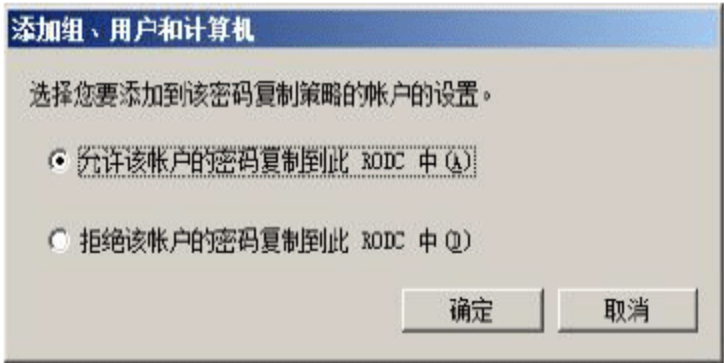 添加组、用户和计算机
选择您要添加到该密码复制策略的帐户的设置。
允许该帐户的密码复制到此 RODC 中(A)
拒绝该帐户的密码复制到此 RODC 中(D)
确定 取消